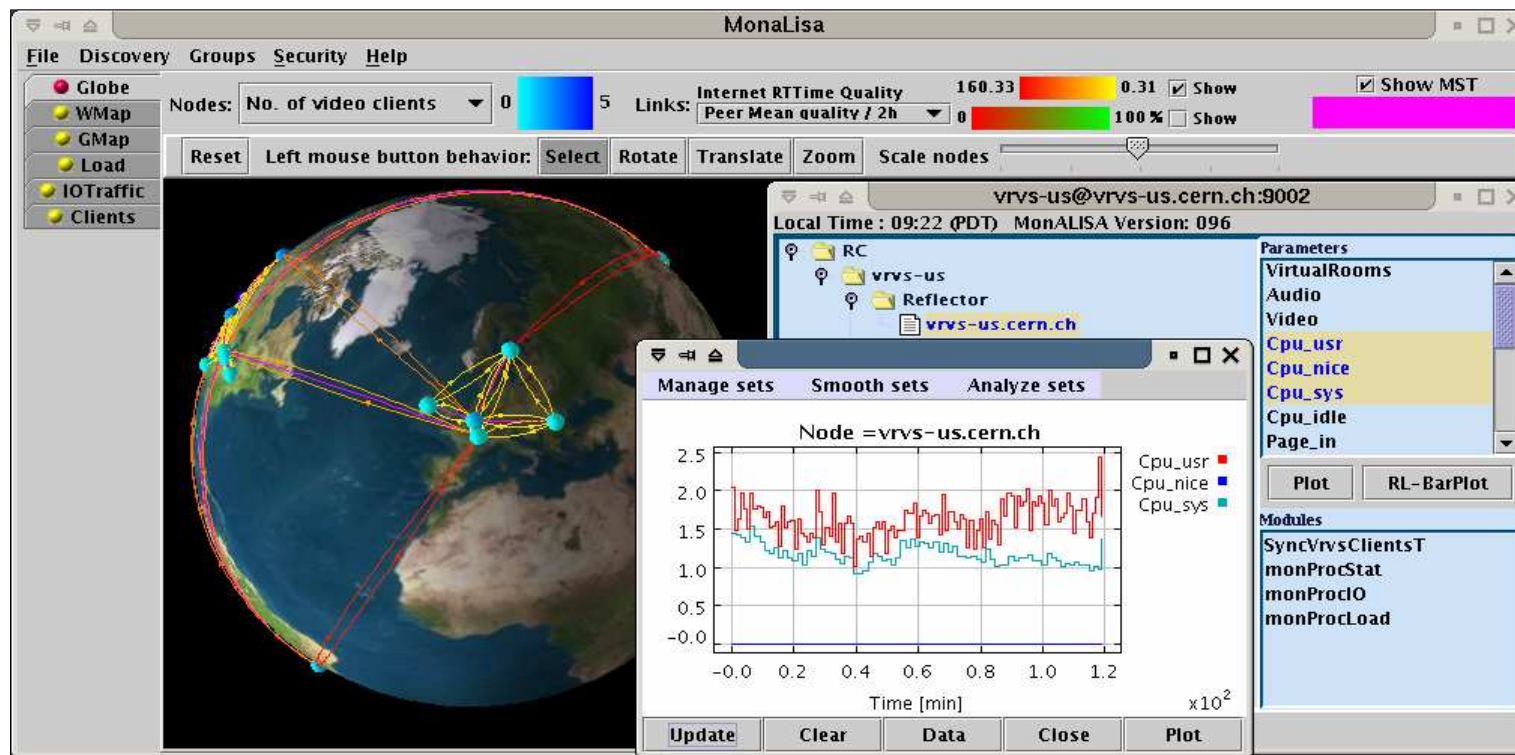 MonaLisa
File Discovery Groups Security Help
Globe
WMap
GMap
Load
IOTraffic
Clients
Nodes: No. of video clients 0 5 Links: Internet RTTime Quality 160.33 0.31 Show Show MST
Peer Mean quality / 2h 0 100 % Show
Reset Left mouse button behavior: Select Rotate Translate Zoom Scale nodes
vrvs-us@vrvs-us.cern.ch:9002
Local Time : 09:22 (PDT) MonALISA Version: 096
RC
vrvs-us
Reflector
vrvs-us.cern.ch
Parameters
VirtualRooms
Audio
Video
Cpu_usr
Cpu_nice
Cpu_sys
Cpu_idle
Page_in
Plot RL-BarPlot
Modules
SyncVrvsClientsT
monProcStat
monProcIO
monProcLoad
Manage sets Smooth sets Analyze sets
Node =vrvs-us.cern.ch
Cpu_usr
Cpu_nice
Cpu_sys
2.5
2.0
1.5
1.0
0.5
-0.0
-0.0 0.2 0.4 0.6 0.8 1.0 1.2
Time [min] x10²
Update Clear Data Close Plot